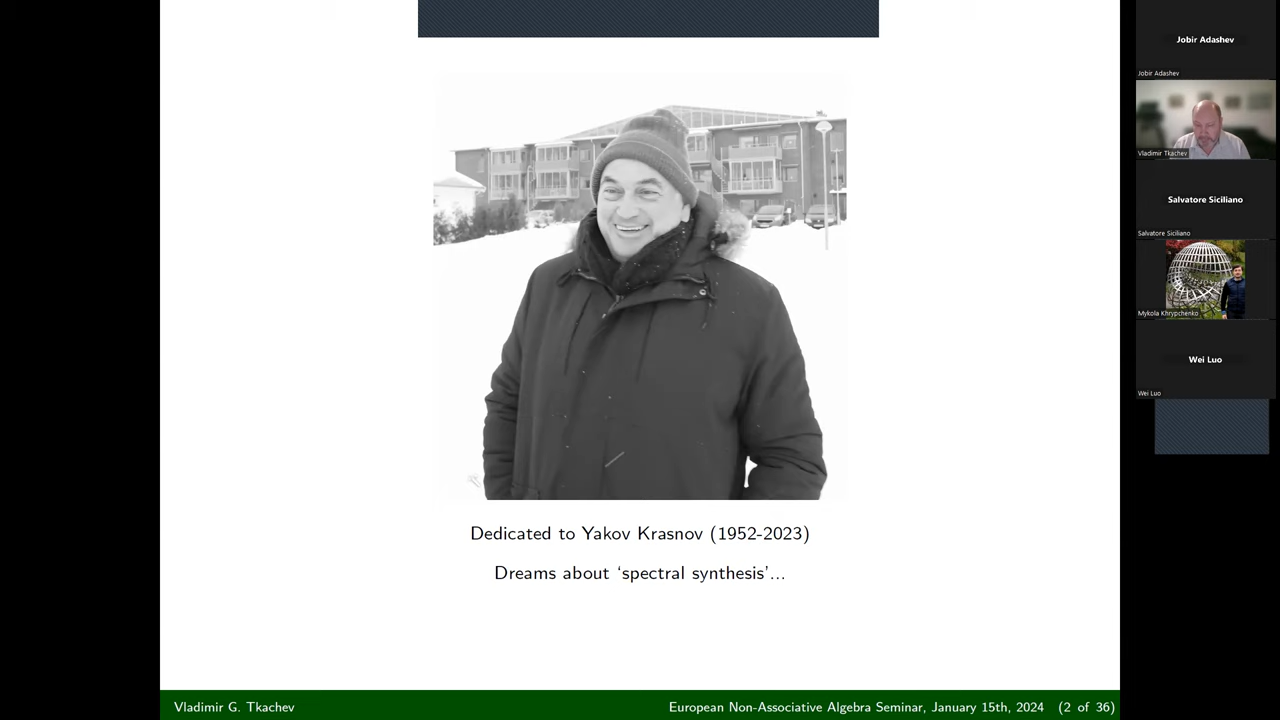 Dedicated to Yakov Krasnov (1952-2023)
Dreams about ‘spectral synthesis’...
Vladimir G. Tkachev
European Non-Associative Algebra Seminar, January 15th, 2024 (2 of 36)
Jobir Adashev
Jobir Adashev
Vladimir Tkachev
Salvatore Siciliano
Salvatore Siciliano
Mykola Khrypchenko
Wei Luo
Wei Luo